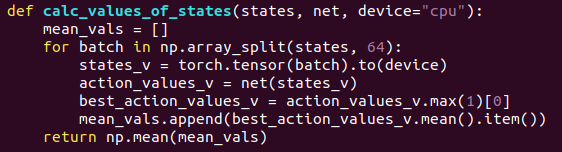 def calc_values_of_states(states, net, device="cpu"):
    mean_vals = []
    for batch in np.array_split(states, 64):
        states_v = torch.tensor(batch).to(device)
        action_values_v = net(states_v)
        best_action_values_v = action_values_v.max(1)[0]
        mean_vals.append(best_action_values_v.mean().item())
    return np.mean(mean_vals)